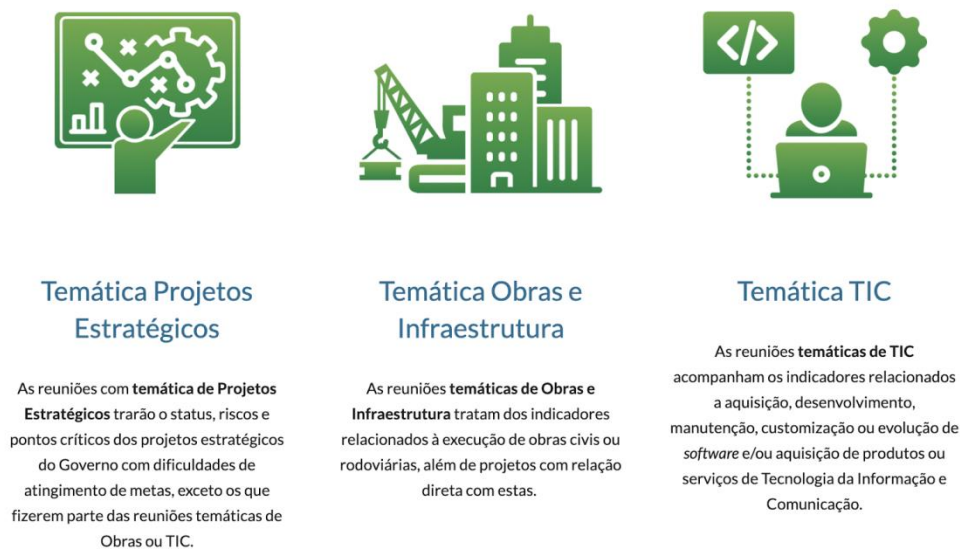 </>
Temática Projetos
Estratégicos
As reuniões com temática de Projetos
Estratégicos trarão o status, riscos e
pontos críticos dos projetos estratégicos
do Governo com dificuldades de
atingimento de metas, exceto os que
fizerem parte das reuniões temáticas de
Obras ou TIC.
Temática Obras e
Infraestrutura
As reuniões temáticas de Obras e
Infraestrutura tratam dos indicadores
relacionados à execução de obras civis ou
rodoviárias, além de projetos com relação
direta com estas.
Temática TIC
As reuniões temáticas de TIC
acompanham os indicadores relacionados
a aquisição, desenvolvimento,
manutenção, customização ou evolução de
software e/ou aquisição de produtos ou
serviços de Tecnologia da Informação e
Comunicação.